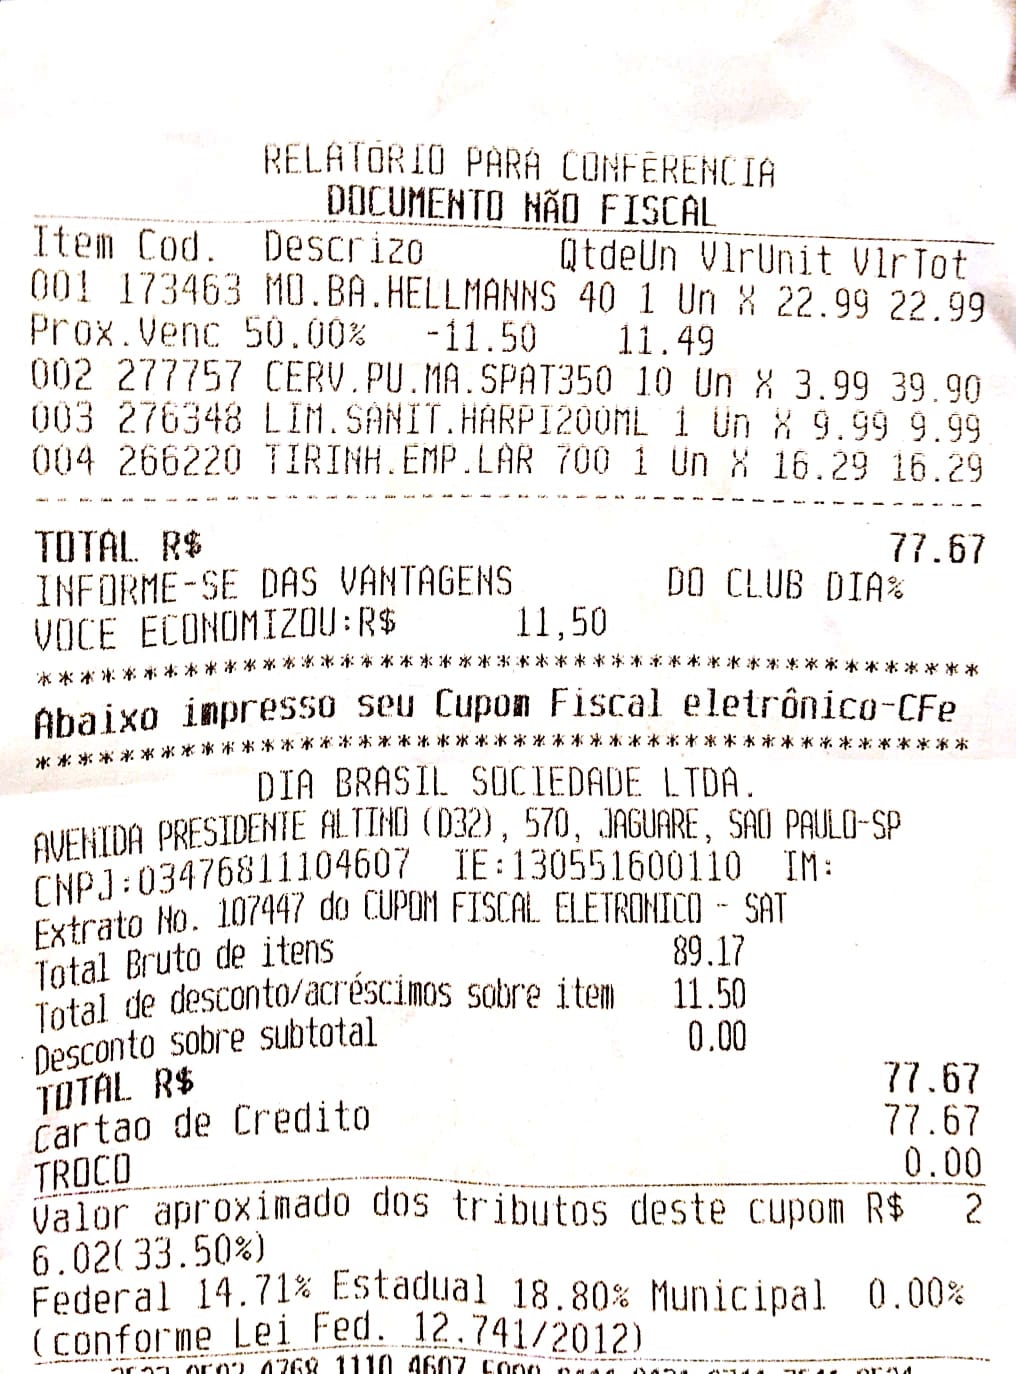 RELATÓRIO PARA CONFERENCIA
DOCUMENTO NÃO FISCAL
Item Cod. Descrizo QtdeUn VlrUnit VlrTot
001 173463 MO.BA.HELLMANNS 40 1 Un X 22.99 22.99
Prox.Venc 50.00% -11.50 11.49
002 277757 CERV.PU.MA.SPAT350 10 Un X 3.99 39.90
003 276348 LIM.SANIT.HARPI200ML 1 Un X 9.99 9.99
004 266220 TIRINH.EMP.LAR 700 1 Un X 16.29 16.29
TOTAL R$ 77.67
INFORME-SE DAS VANTAGENS DO CLUB DIA%
VOCE ECONOMIZOU:R$ 11,50
**************************************************
Abaixo impresso seu Cupom Fiscal eletrônico-CFe
**************************************************
DIA BRASIL SOCIEDADE LTDA.
AVENIDA PRESIDENTE ALTINO (D32), 570, JAGUARE, SAO PAULO-SP
CNPJ:03476811104607 IE:130551600110 IM:
Extrato No. 107447 do CUPOM FISCAL ELETRONICO - SAT
Total Bruto de itens 89.17
Total de desconto/acréscimos sobre item 11.50
Desconto sobre subtotal 0.00
TOTAL R$ 77.67
Cartao de Credito 77.67
TROCO 0.00
Valor aproximado dos tributos deste cupom R$ 2
6.02(33.50%)
Federal 14.71% Estadual 18.80% Municipal 0.00%
(conforme Lei Fed. 12.741/2012)